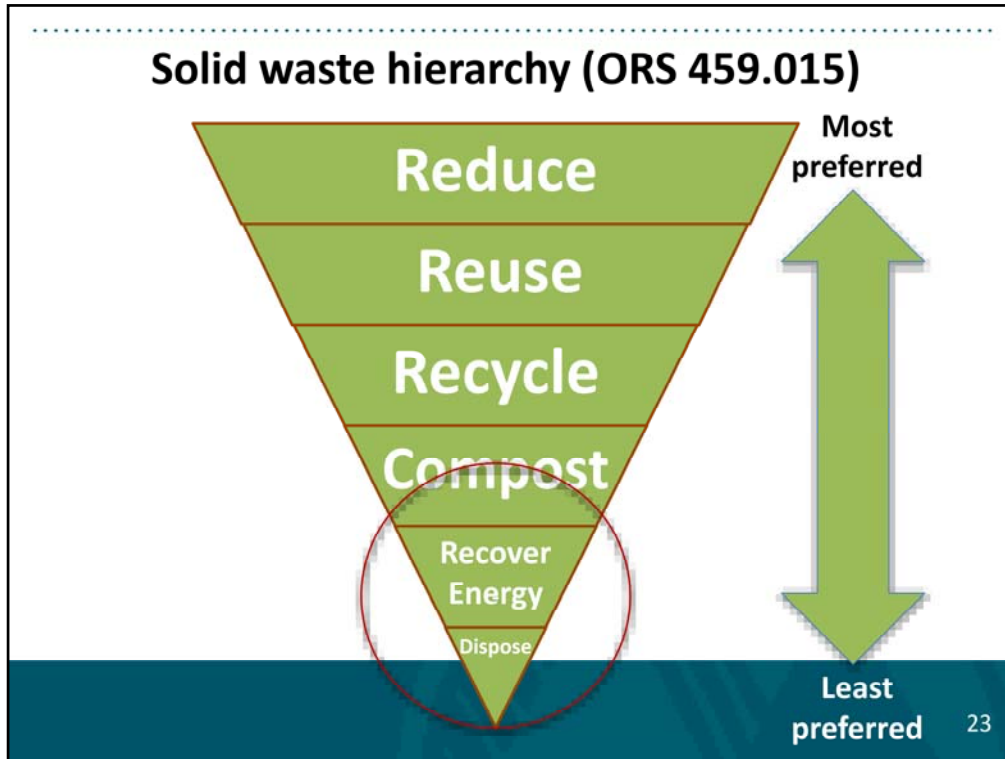 Solid waste hierarchy (ORS 459.015)
Most
preferred
Reduce
Reuse
Recycle
Compost
Recover
Energy
Dispose
Least
preferred
23